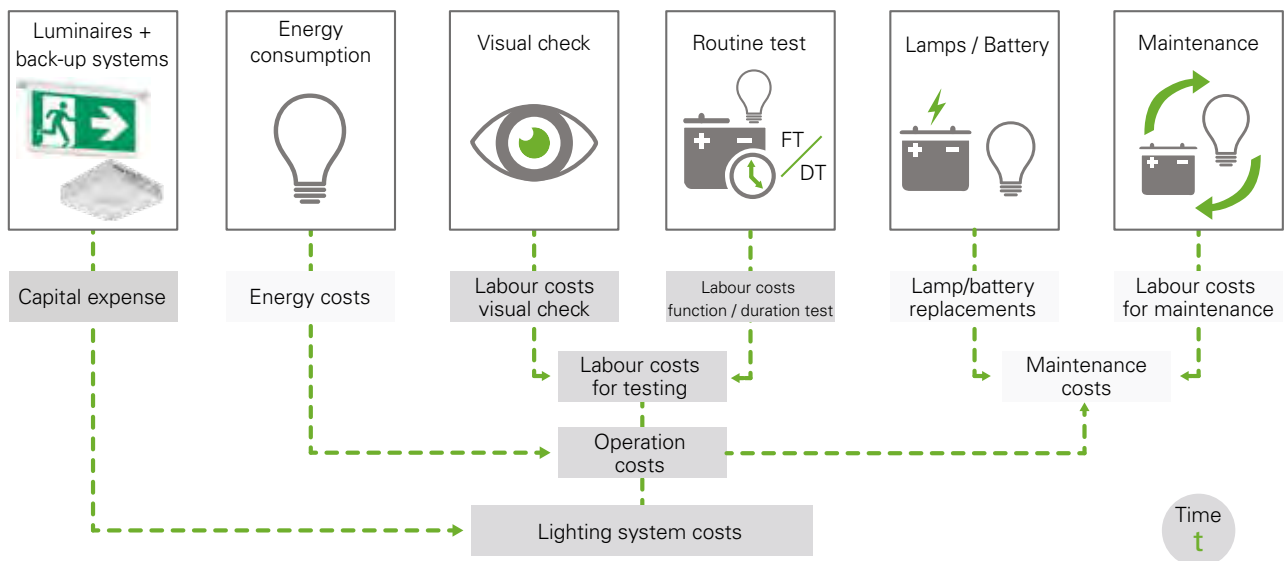 Luminaires +
back-up systems
Energy
consumption
Visual check
Routine test
FT
DT
Lamps / Battery
Maintenance
Capital expense
Energy costs
Labour costs
visual check
Labour costs
function / duration test
Lamp/battery
replacements
Labour costs
for maintenance
Labour costs
for testing
Maintenance
costs
Operation
costs
Lighting system costs
Time
t